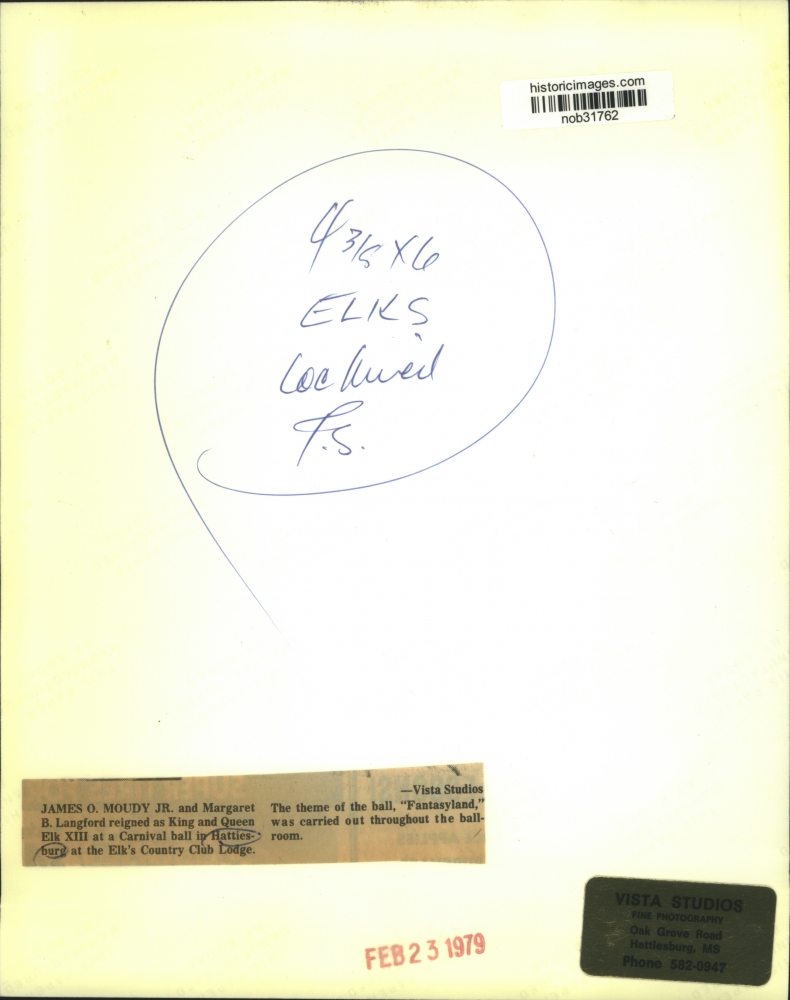 historicimages.com
nob31762
4 3/8 X 6
ELKS
Lockwood
T.S.
—Vista Studios
JAMES O. MOUDY JR. and Margaret
B. Langford reigned as King and Queen
Elk XIII at a Carnival ball in Hatties-
burg at the Elk's Country Club Lodge.
The theme of the ball, "Fantasyland,"
was carried out throughout the ball-
room.
VISTA STUDIOS
FINE PHOTOGRAPHY
Oak Grove Road
Hattiesburg, MS
Phone 582-0947
FEB 23 1979